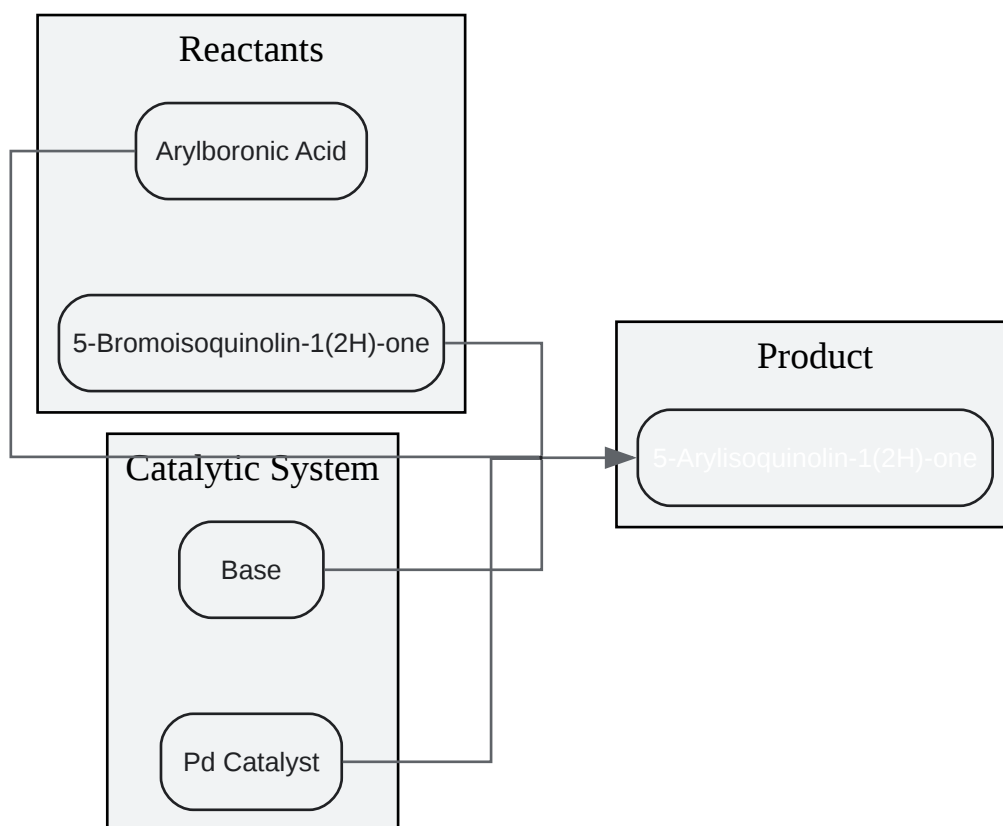 Reactants
Arylboronic Acid
5-Bromoisoquinolin-1(2H)-one
Catalytic System
Base
Pd Catalyst
Product
5-Arylisoquinolin-1(2H)-one